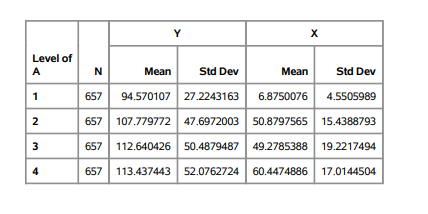 Y X
Level of
A N Mean Std Dev Mean Std Dev
1 657 94.570107 27.2243163 6.8750076 4.5505989
2 657 107.779772 47.6972003 50.8797565 15.4388793
3 657 112.640426 50.4879487 49.2785388 19.2217494
4 657 113.437443 52.0762724 60.4474886 17.0144504